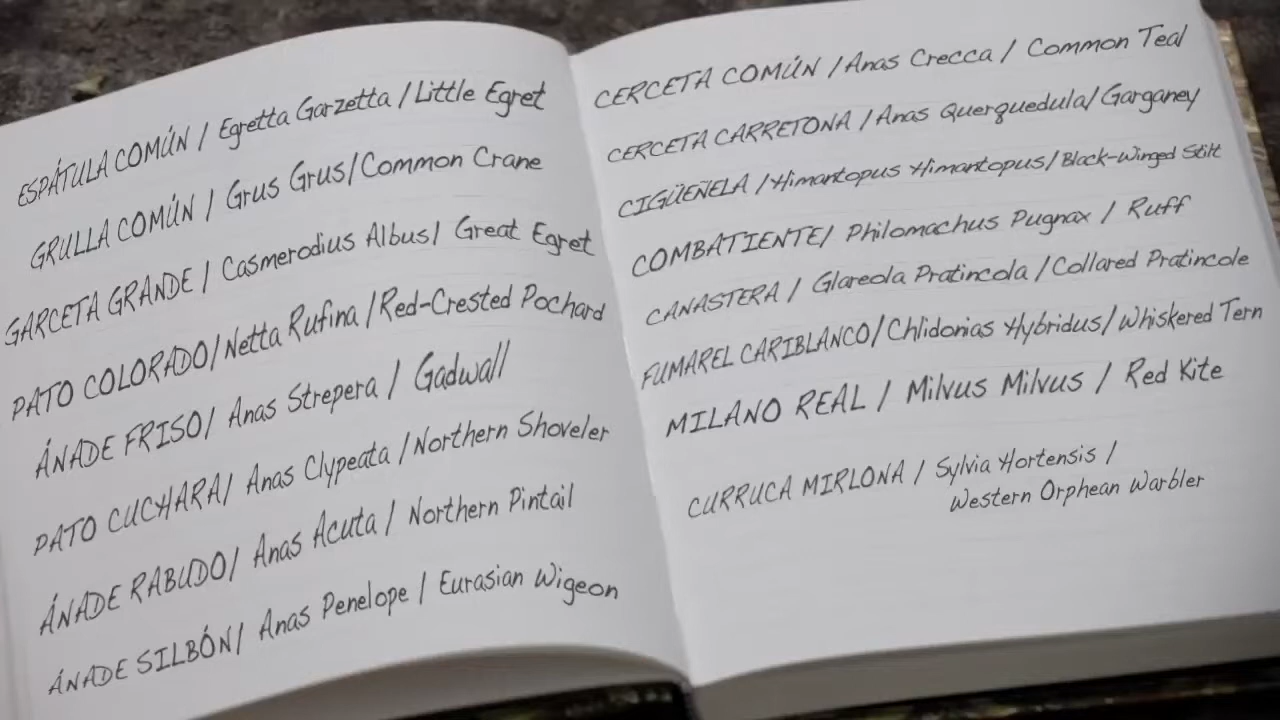 ESPÁTULA COMÚN / Egretta Garzetta / Little Egret
GRULLA COMÚN / Grus Grus / Common Crane
GARCETA GRANDE / Casmerodius Albus / Great Egret
PATO COLORADO / Netta Rufina / Red-Crested Pochard
ÁNADE FRISO / Anas Strepera / Gadwall
PATO CUCHARA / Anas Clypeata / Northern Shoveler
ÁNADE RABUDO / Anas Acuta / Northern Pintail
ÁNADE SILBÓN / Anas Penelope / Eurasian Wigeon
CERCETA COMÚN / Anas Crecca / Common Teal
CERCETA CARRETONA / Anas Querquedula / Garganey
CIGÜEÑELA / Himantopus Himantopus / Black-Winged Stilt
COMBATIENTE / Philomachus Pugnax / Ruff
CANASTERA / Glareola Pratincola / Collared Pratincole
FUMAREL CARIBLANCO / Chlidonias Hybridus / Whiskered Tern
MILANO REAL / Milvus Milvus / Red Kite
CURRUCA MIRLONA / Sylvia Hortensis /
Western Orphean Warbler